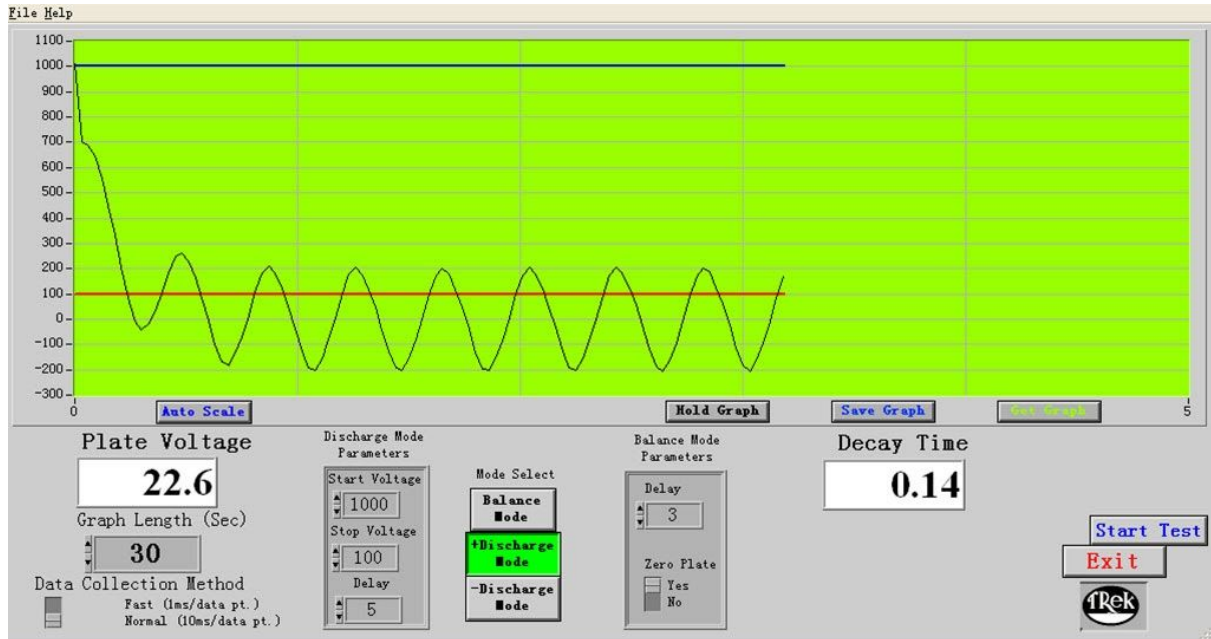 File Help
1100
1000
900
800
700
600
500
400
300
200
100
0
-100
-200
-300
0
5
Auto Scale
Hold Graph
Save Graph
Get Graph
Plate Voltage
22.6
Graph Length (Sec)
30
Data Collection Method
Fast (1ms/data pt.)
Normal (10ms/data pt.)
Discharge Mode
Parameters
Start Voltage
1000
Stop Voltage
100
Delay
5
Mode Select
Balance
Mode
+Discharge
Mode
-Discharge
Mode
Balance Mode
Parameters
Delay
3
Zero Plate
Yes
No
Decay Time
0.14
Start Test
Exit
TRek